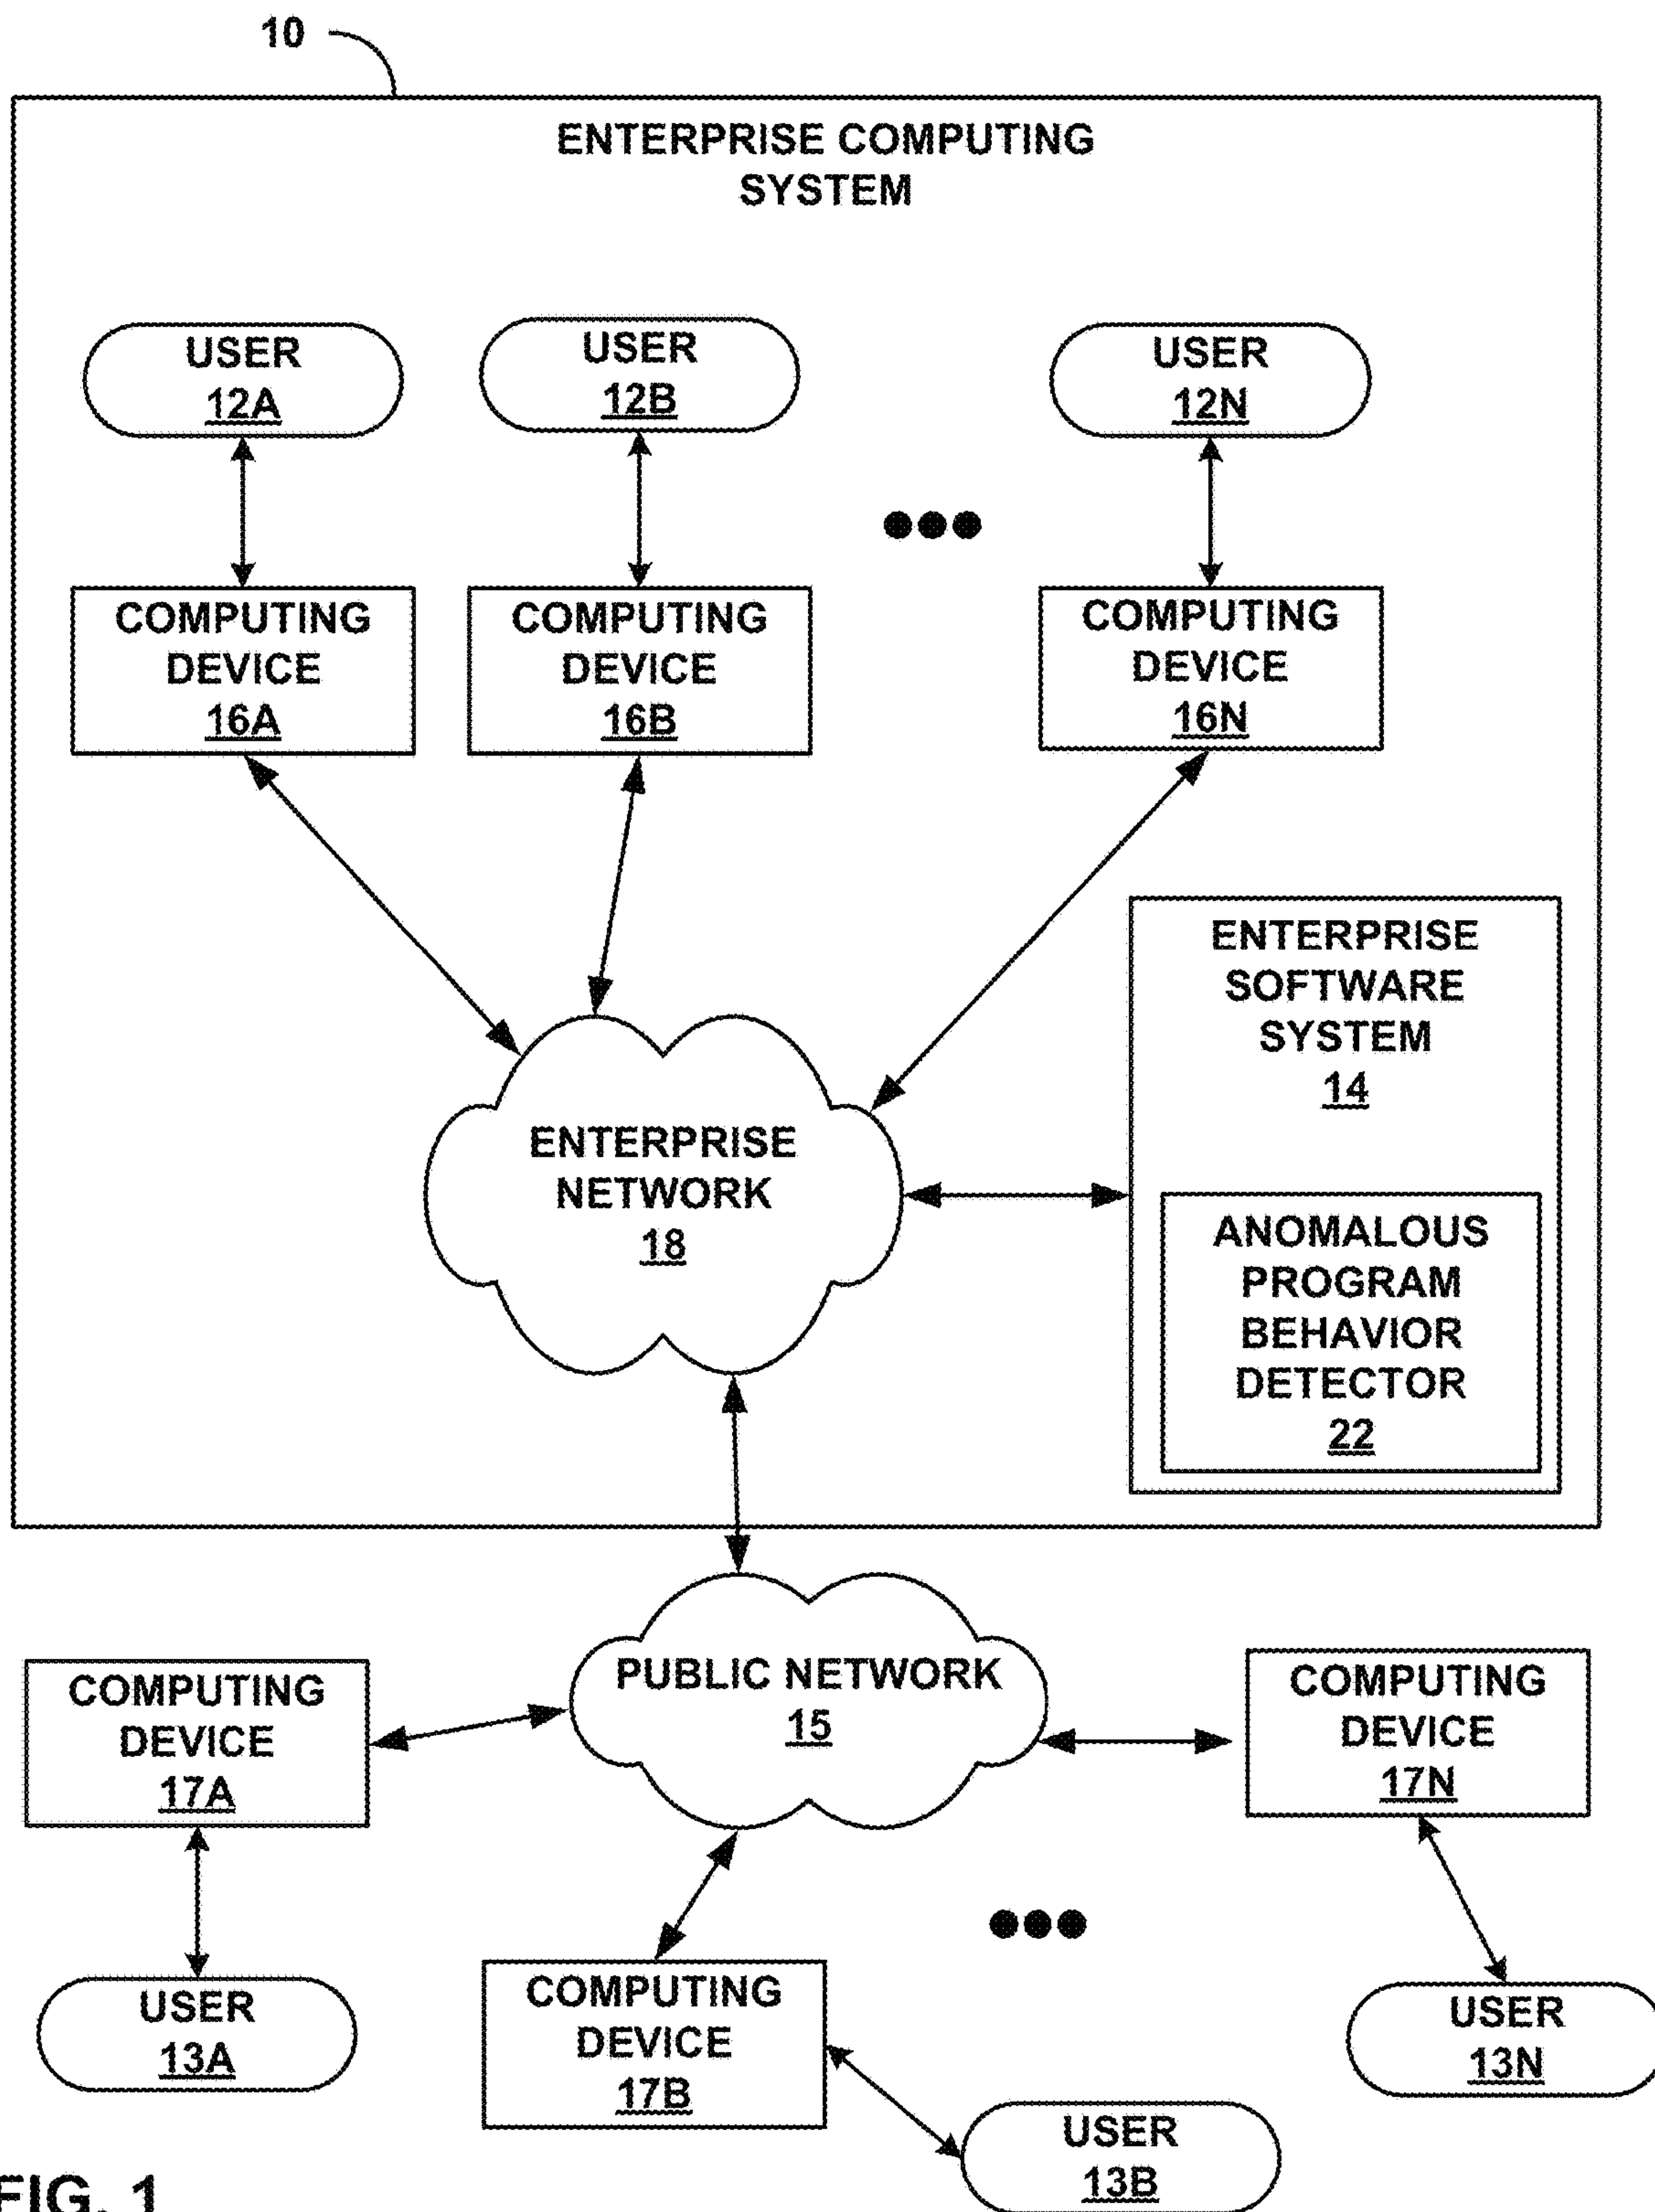 10
ENTERPRISE COMPUTING
SYSTEM
USER
12A
USER
12B
USER
12N
COMPUTING
DEVICE
16A
COMPUTING
DEVICE
16B
COMPUTING
DEVICE
16N
ENTERPRISE
SOFTWARE
SYSTEM
14
ENTERPRISE
NETWORK
18
ANOMALOUS
PROGRAM
BEHAVIOR
DETECTOR
22
PUBLIC NETWORK
15
COMPUTING
DEVICE
17A
COMPUTING
DEVICE
17N
USER
13A
COMPUTING
DEVICE
17B
USER
13N
USER
13B
FIG. 1